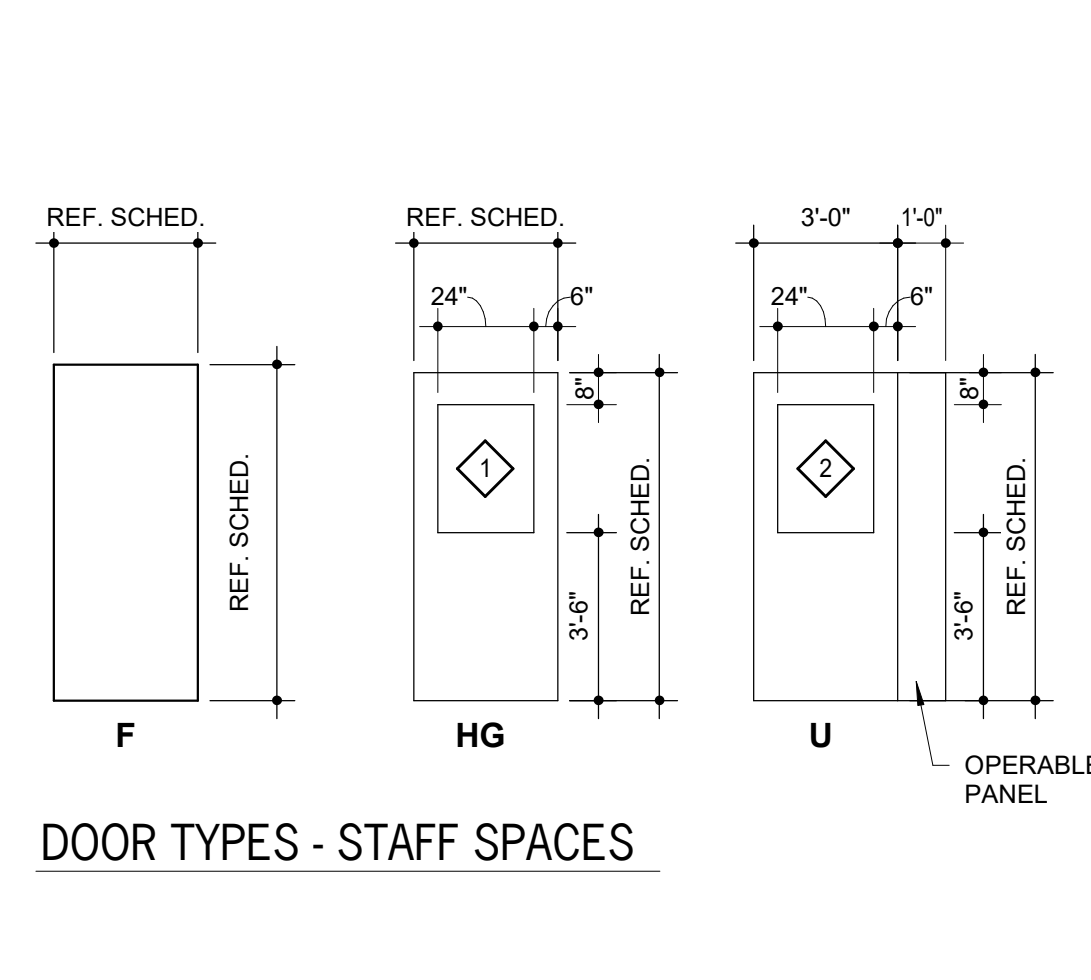 REF. SCHED.
REF. SCHED.
3'-0"
1'-0"
24"
6"
24"
6"
8"
8"
1
2
REF. SCHED.
REF. SCHED.
REF. SCHED.
3'-6"
3'-6"
F
HG
U
OPERABLE
PANEL
DOOR TYPES - STAFF SPACES